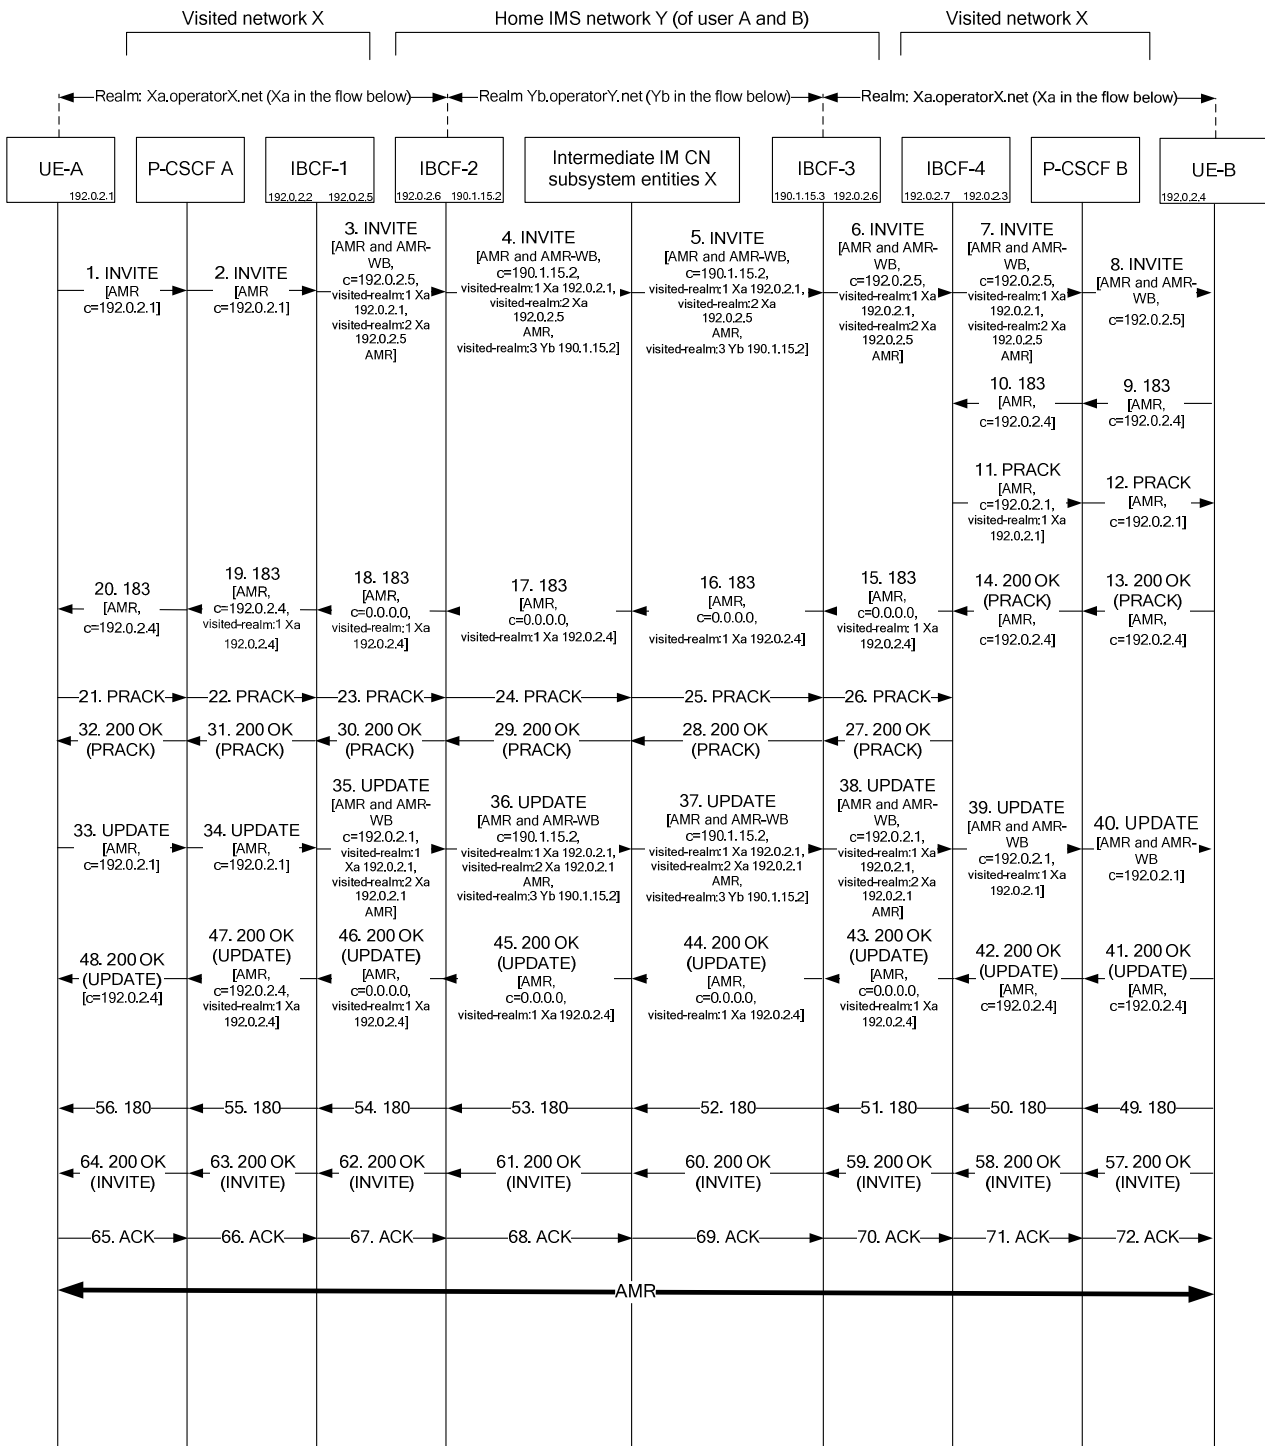 Visited network X
Home IMS network Y (of user A and B)
Visited network X
Realm: Xa.operatorX.net (Xa in the flow below)
Realm Yb.operatorY.net (Yb in the flow below)
Realm: Xa.operatorX.net (Xa in the flow below)
UE-A
192.0.2.1
P-CSCF A
IBCF-1
192.0.2.2 192.0.2.5
IBCF-2
192.0.2.6 190.1.15.2
Intermediate IM CN
subsystem entities X
IBCF-3
190.1.15.3 192.0.2.6
IBCF-4
192.0.2.7 192.0.2.3
P-CSCF B
UE-B
192.0.2.4
1. INVITE
[AMR
c=192.0.2.1]
2. INVITE
[AMR
c=192.0.2.1]
3. INVITE
[AMR and AMR-
WB,
c=192.0.2.5,
visited-realm:1 Xa
192.0.2.1,
visited-realm:2 Xa
192.0.2.5
AMR]
4. INVITE
[AMR and AMR-WB,
c=190.1.15.2,
visited-realm:1 Xa 192.0.2.1,
visited-realm:2 Xa
192.0.2.5
AMR,
visited-realm:3 Yb 190.1.15.2]
5. INVITE
[AMR and AMR-WB,
c=190.1.15.2,
visited-realm:1 Xa 192.0.2.1,
visited-realm:2 Xa
192.0.2.5
AMR,
visited-realm:3 Yb 190.1.15.2]
6. INVITE
[AMR and AMR-
WB,
c=192.0.2.5,
visited-realm:1 Xa
192.0.2.1,
visited-realm:2 Xa
192.0.2.5
AMR]
7. INVITE
[AMR and AMR-
WB,
c=192.0.2.5,
visited-realm:1 Xa
192.0.2.1,
visited-realm:2 Xa
192.0.2.5
AMR]
8. INVITE
[AMR and AMR-
WB,
c=192.0.2.5]
10. 183
[AMR,
c=192.0.2.4]
9. 183
[AMR,
c=192.0.2.4]
11. PRACK
[AMR,
c=192.0.2.1,
visited-realm:1 Xa
192.0.2.1]
12. PRACK
[AMR,
c=192.0.2.1]
20. 183
[AMR,
c=192.0.2.4]
19. 183
[AMR,
c=192.0.2.4,
visited-realm:1 Xa
192.0.2.4]
18. 183
[AMR,
c=0.0.0.0,
visited-realm:1 Xa
192.0.2.4]
17. 183
[AMR,
c=0.0.0.0,
visited-realm:1 Xa 192.0.2.4]
16. 183
[AMR,
c=0.0.0.0,
visited-realm:1 Xa 192.0.2.4]
15. 183
[AMR,
c=0.0.0.0,
visited-realm: 1 Xa
192.0.2.4]
14. 200 OK
(PRACK)
[AMR,
c=192.0.2.4]
13. 200 OK
(PRACK)
[AMR,
c=192.0.2.4]
21. PRACK
22. PRACK
23. PRACK
24. PRACK
25. PRACK
26. PRACK
32. 200 OK
(PRACK)
31. 200 OK
(PRACK)
30. 200 OK
(PRACK)
29. 200 OK
(PRACK)
28. 200 OK
(PRACK)
27. 200 OK
(PRACK)
33. UPDATE
[AMR,
c=192.0.2.1]
34. UPDATE
[AMR,
c=192.0.2.1]
35. UPDATE
[AMR and AMR-
WB
c=192.0.2.1,
visited-realm:1
Xa 192.0.2.1,
visited-realm:2 Xa
192.0.2.1
AMR]
36. UPDATE
[AMR and AMR-WB
c=190.1.15.2,
visited-realm:1 Xa 192.0.2.1,
visited-realm:2 Xa 192.0.2.1
AMR,
visited-realm:3 Yb 190.1.15.2]
37. UPDATE
[AMR and AMR-WB
c=190.1.15.2,
visited-realm:1 Xa 192.0.2.1,
visited-realm:2 Xa 192.0.2.1
AMR,
visited-realm:3 Yb 190.1.15.2]
38. UPDATE
[AMR and AMR-
WB,
c=192.0.2.1,
visited-realm:1 Xa
192.0.2.1,
visited-realm:2 Xa
192.0.2.1
AMR]
39. UPDATE
[AMR and AMR-
WB
c=192.0.2.1,
visited-realm:1 Xa
192.0.2.1]
40. UPDATE
[AMR and AMR-
WB
c=192.0.2.1]
48. 200 OK
(UPDATE)
[c=192.0.2.4]
47. 200 OK
(UPDATE)
[AMR,
c=192.0.2.4,
visited-realm:1 Xa
192.0.2.4]
46. 200 OK
(UPDATE)
[AMR,
c=0.0.0.0,
visited-realm:1 Xa
192.0.2.4]
45. 200 OK
(UPDATE)
[AMR,
c=0.0.0.0,
visited-realm:1 Xa 192.0.2.4]
44. 200 OK
(UPDATE)
[AMR,
c=0.0.0.0,
visited-realm:1 Xa 192.0.2.4]
43. 200 OK
(UPDATE)
[AMR,
c=0.0.0.0,
visited-realm:1 Xa
192.0.2.4]
42. 200 OK
(UPDATE)
[AMR,
c=192.0.2.4]
41. 200 OK
(UPDATE)
[AMR,
c=192.0.2.4]
56. 180
55. 180
54. 180
53. 180
52. 180
51. 180
50. 180
49. 180
64. 200 OK
(INVITE)
63. 200 OK
(INVITE)
62. 200 OK
(INVITE)
61. 200 OK
(INVITE)
60. 200 OK
(INVITE)
59. 200 OK
(INVITE)
58. 200 OK
(INVITE)
57. 200 OK
(INVITE)
65. ACK
66. ACK
67. ACK
68. ACK
69. ACK
70. ACK
71. ACK
72. ACK
AMR